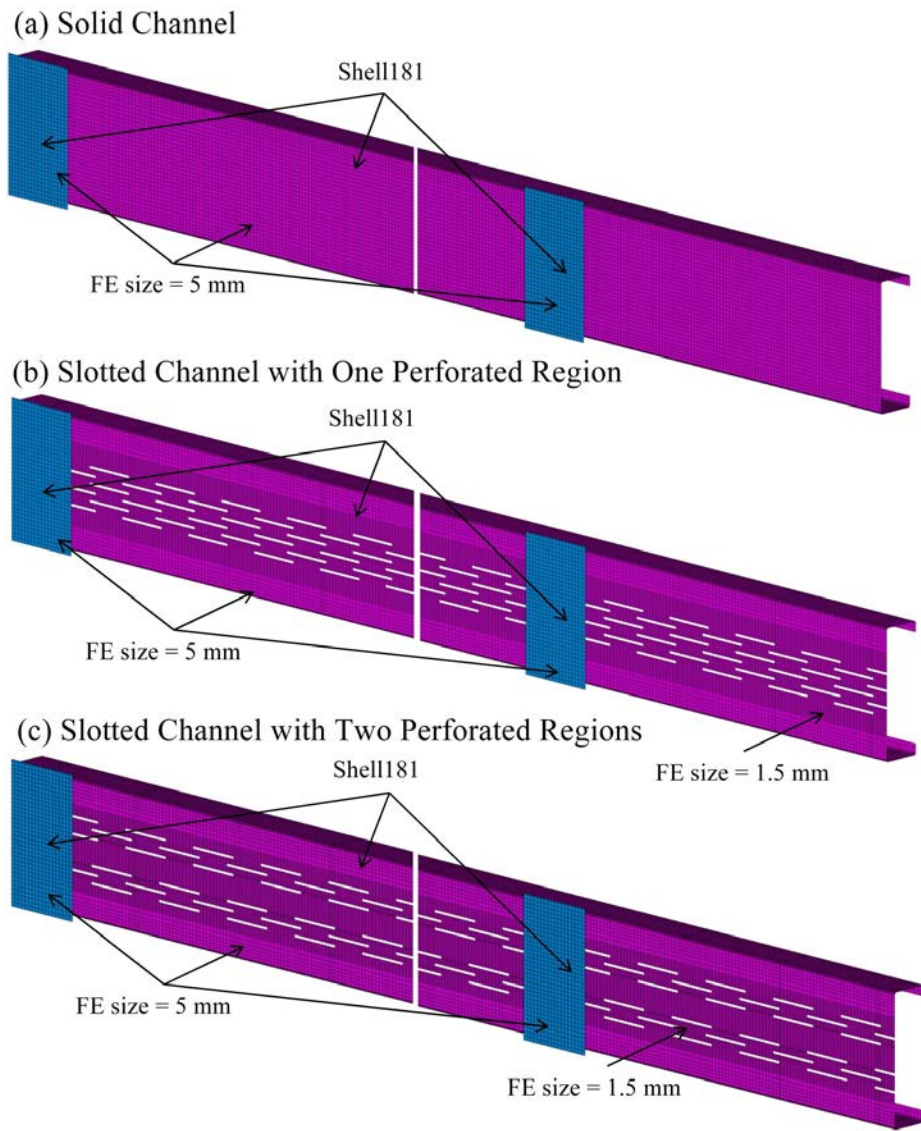 (a) Solid Channel
Shell181
FE size = 5 mm
(b) Slotted Channel with One Perforated Region
Shell181
FE size = 5 mm
FE size = 1.5 mm
(c) Slotted Channel with Two Perforated Regions
Shell181
FE size = 5 mm
FE size = 1.5 mm